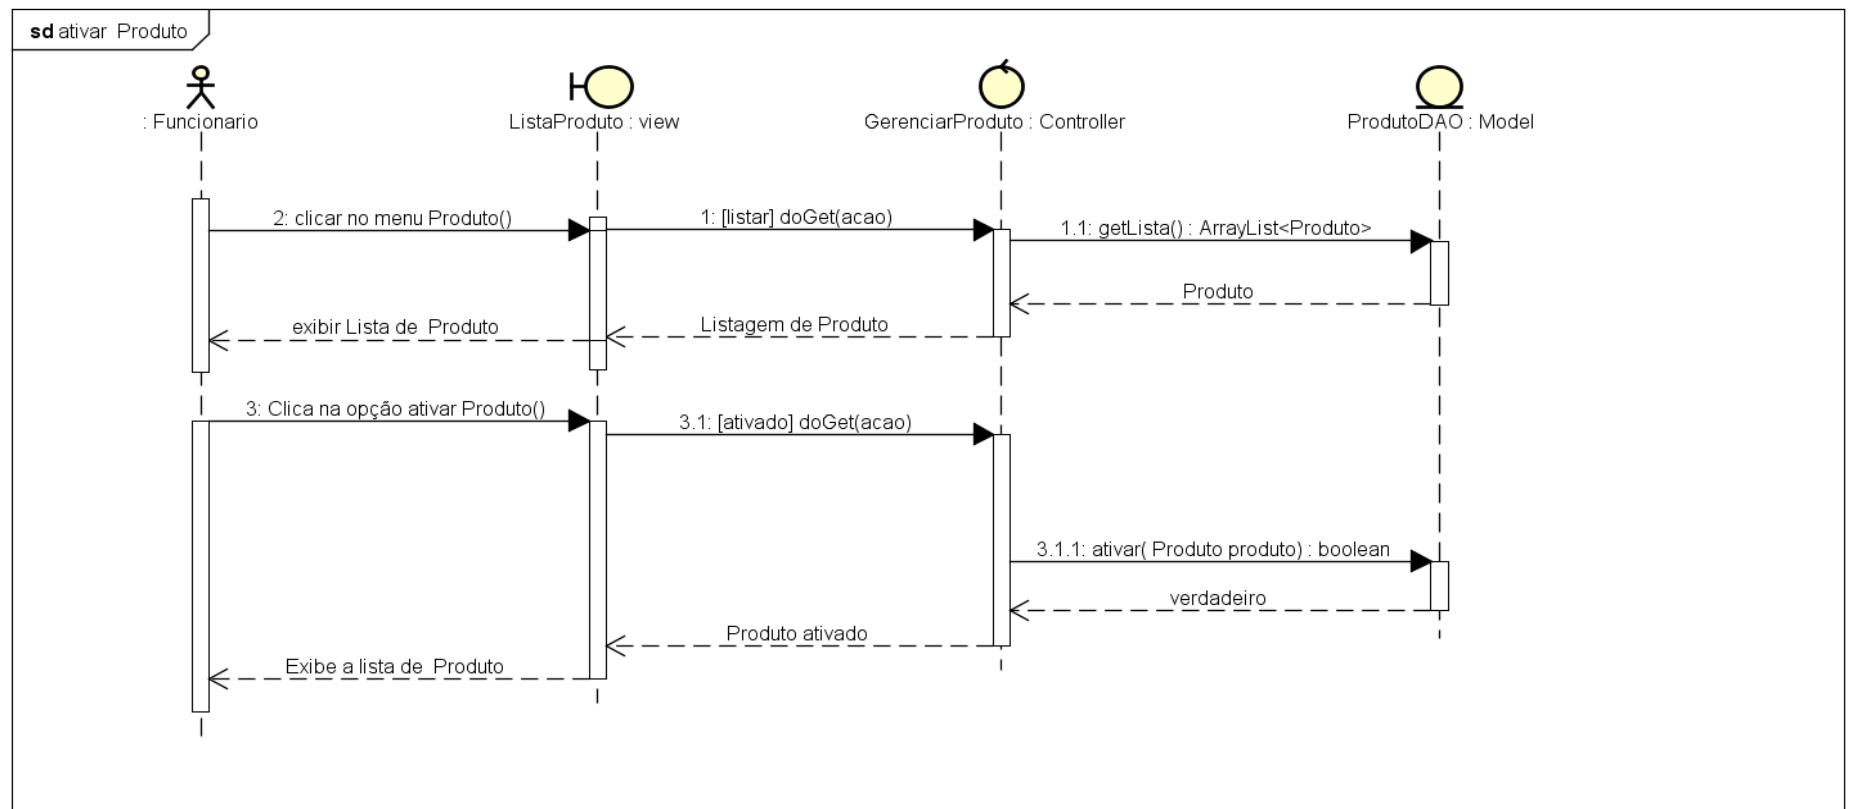 sd ativar Produto
: Funcionario
ListaProduto : view
GerenciarProduto : Controller
ProdutoDAO : Model
2: clicar no menu Produto()
1: [listar] doGet(acao)
1.1: getLista() : ArrayList<Produto>
Produto
Listagem de Produto
exibir Lista de Produto
3: Clica na opção ativar Produto()
3.1: [ativado] doGet(acao)
3.1.1: ativar( Produto produto) : boolean
verdadeiro
Produto ativado
Exibe a lista de Produto